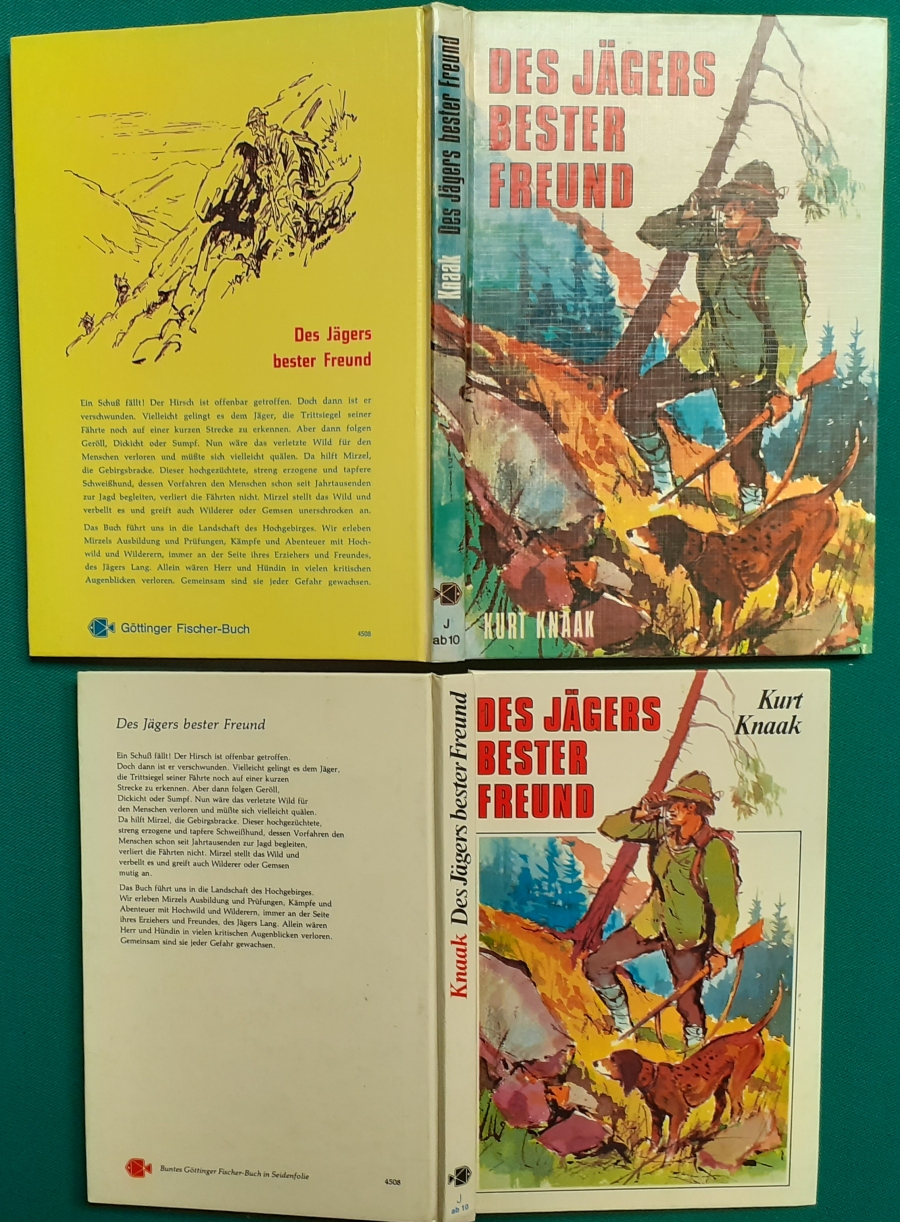 Des Jägers
bester Freund
Ein Schuß fällt! Der Hirsch ist offenbar getroffen. Doch dann ist er
verschwunden. Vielleicht gelingt es dem Jäger, die Trittsiegel seiner
Fährte noch auf einer kurzen Strecke zu erkennen. Aber dann folgen
Geröll, Dickicht oder Sumpf. Nun wäre das verletzte Wild für den
Menschen verloren und müßte sich vielleicht quälen. Da hilft Mirzel,
die Gebirgsbracke. Dieser hochgezüchtete, streng erzogene und tapfere
Schweißhund, dessen Vorfahren den Menschen schon seit Jahrtausenden
zur Jagd begleiten, verliert die Fährten nicht. Mirzel stellt das Wild und
verbellt es und greift auch Wilderer oder Gemsen unerschrocken an.
Das Buch führt uns in die Landschaft des Hochgebirges. Wir erleben
Mirzels Ausbildung und Prüfungen, Kämpfe und Abenteuer mit Hoch-
wild und Wilderern, immer an der Seite ihres Erziehers und Freundes,
des Jägers Lang. Allein wären Herr und Hündin in vielen kritischen
Augenblicken verloren. Gemeinsam sind sie jeder Gefahr gewachsen.
Göttinger Fischer-Buch
4508
Knaak Des Jägers bester Freund
J
ab 10
DES JÄGERS
BESTER
FREUND
KURT KNAAK
Des Jägers bester Freund
Ein Schuß fällt! Der Hirsch ist offenbar getroffen.
Doch dann ist er verschwunden. Vielleicht gelingt es dem Jäger,
die Trittsiegel seiner Fährte noch auf einer kurzen
Strecke zu erkennen. Aber dann folgen Geröll,
Dickicht oder Sumpf. Nun wäre das verletzte Wild für
den Menschen verloren und müßte sich vielleicht quälen.
Da hilft Mirzel, die Gebirgsbracke. Dieser hochgezüchtete,
streng erzogene und tapfere Schweißhund, dessen Vorfahren den
Menschen schon seit Jahrtausenden zur Jagd begleiten,
verliert die Fährten nicht. Mirzel stellt das Wild und
verbellt es und greift auch Wilderer oder Gemsen
mutig an.
Das Buch führt uns in die Landschaft des Hochgebirges.
Wir erleben Mirzels Ausbildung und Prüfungen, Kämpfe und
Abenteuer mit Hochwild und Wilderern, immer an der Seite
ihres Erziehers und Freundes, des Jägers Lang. Allein wären
Herr und Hündin in vielen kritischen Augenblicken verloren.
Gemeinsam sind sie jeder Gefahr gewachsen.
Buntes Göttinger Fischer-Buch in Seidenfolie
4508
Knaak Des Jägers bester Freund
J
ab 10
DES JÄGERS
BESTER
FREUND
Kurt
Knaak